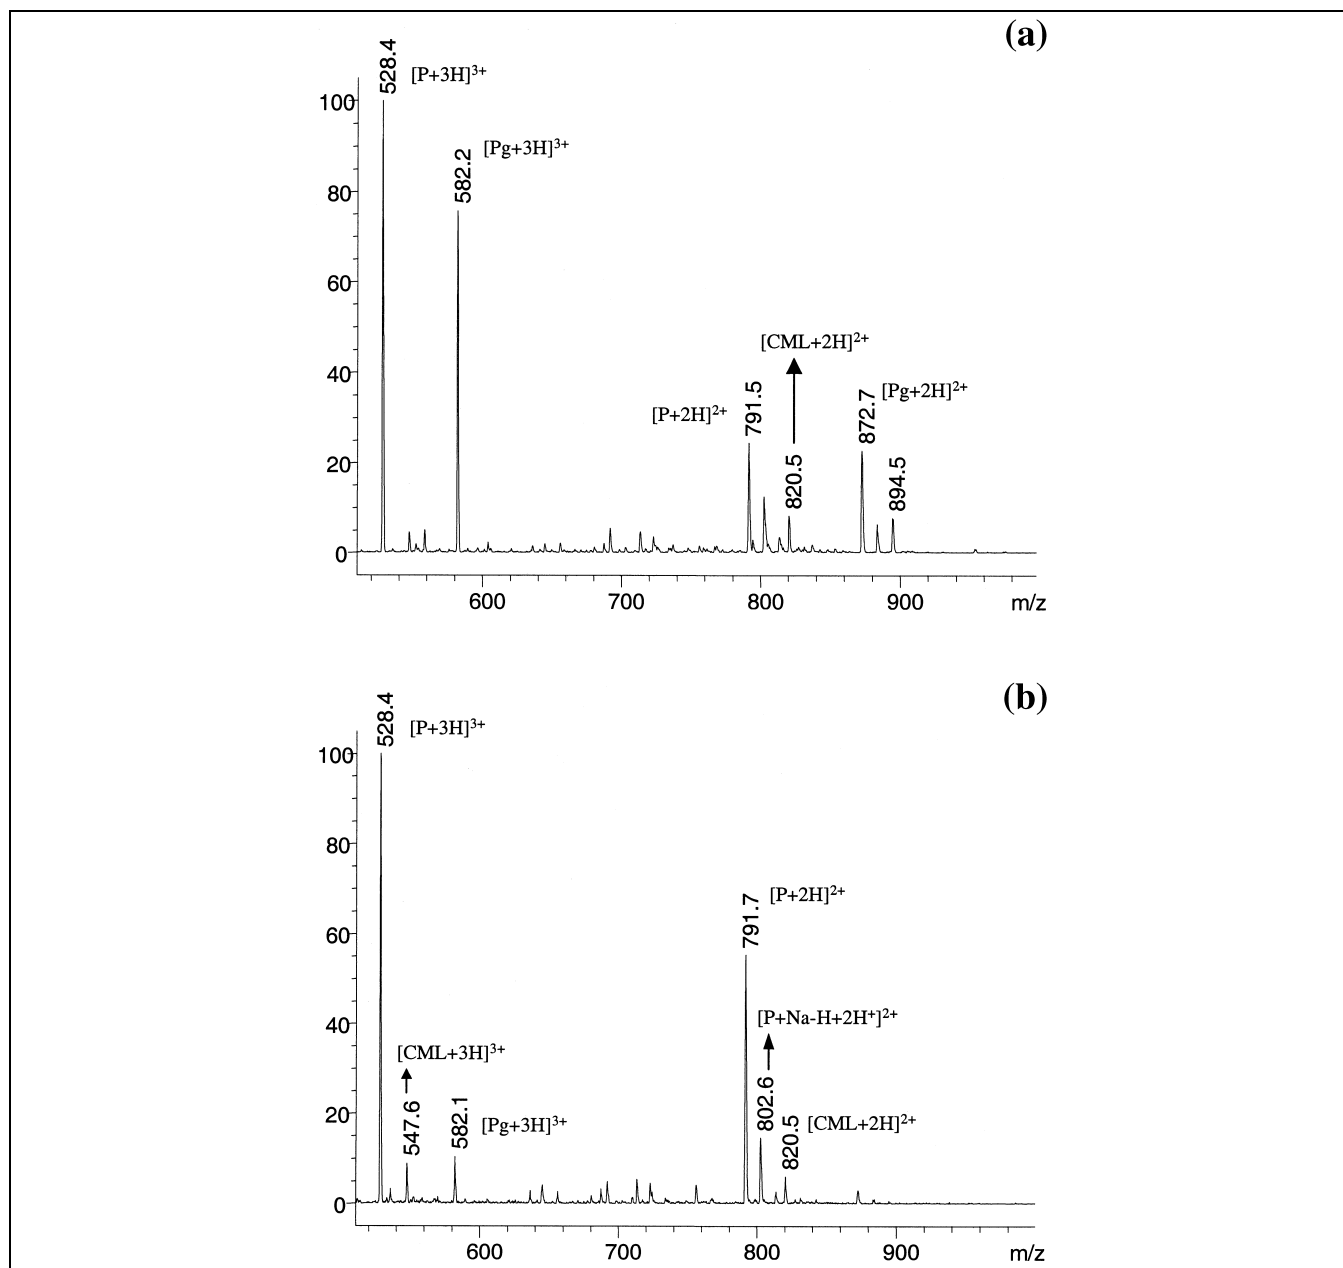 (a)
528.4
[P+3H]3+
100
[Pg+3H]3+
582.2
80
60
[CML+2H]2+
40
[P+2H]2+
791.5
820.5
872.7
[Pg+2H]2+
894.5
20
0
600 700 800 900 m/z
(b)
528.4
[P+3H]3+
100
80
791.7
[P+2H]2+
60
[P+Na-H+2H+]2+
40
[CML+3H]3+
802.6
20
547.6
582.1
[Pg+3H]3+
820.5
[CML+2H]2+
0
600 700 800 900 m/z